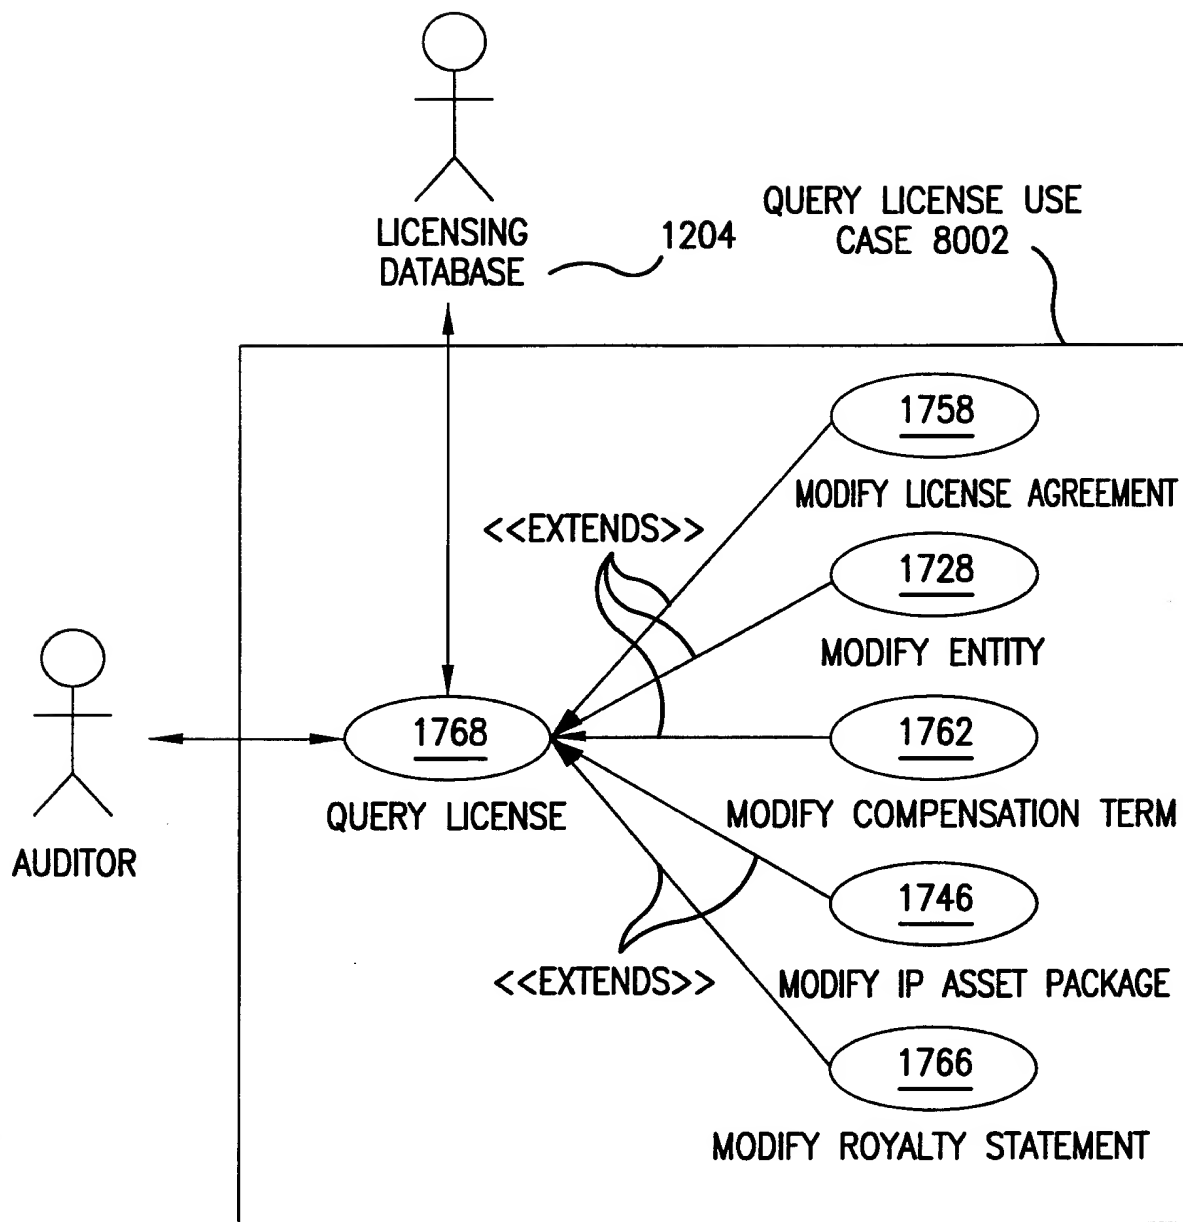 LICENSING
DATABASE
1204
QUERY LICENSE USE
CASE 8002
1758
MODIFY LICENSE AGREEMENT
<<EXTENDS>>
1728
MODIFY ENTITY
1768
QUERY LICENSE
AUDITOR
1762
MODIFY COMPENSATION TERM
1746
MODIFY IP ASSET PACKAGE
<<EXTENDS>>
1766
MODIFY ROYALTY STATEMENT